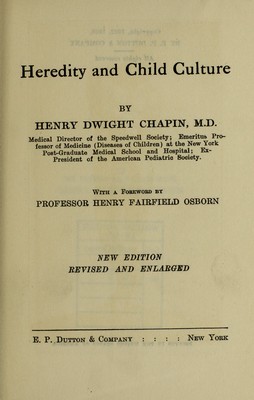 Heredity and Child Culture
BY
HENRY DWIGHT CHAPIN, M.D.
Medical Director of the Speedwell Society; Emeritus Pro-
fessor of Medicine (Diseases of Children) at the New York
Post-Graduate Medical School and Hospital; Ex-
President of the American Pediatric Society.
WITH A FOREWORD BY
PROFESSOR HENRY FAIRFIELD OSBORN
NEW EDITION
REVISED AND ENLARGED
E. P. DUTTON & COMPANY : : : : NEW YORK